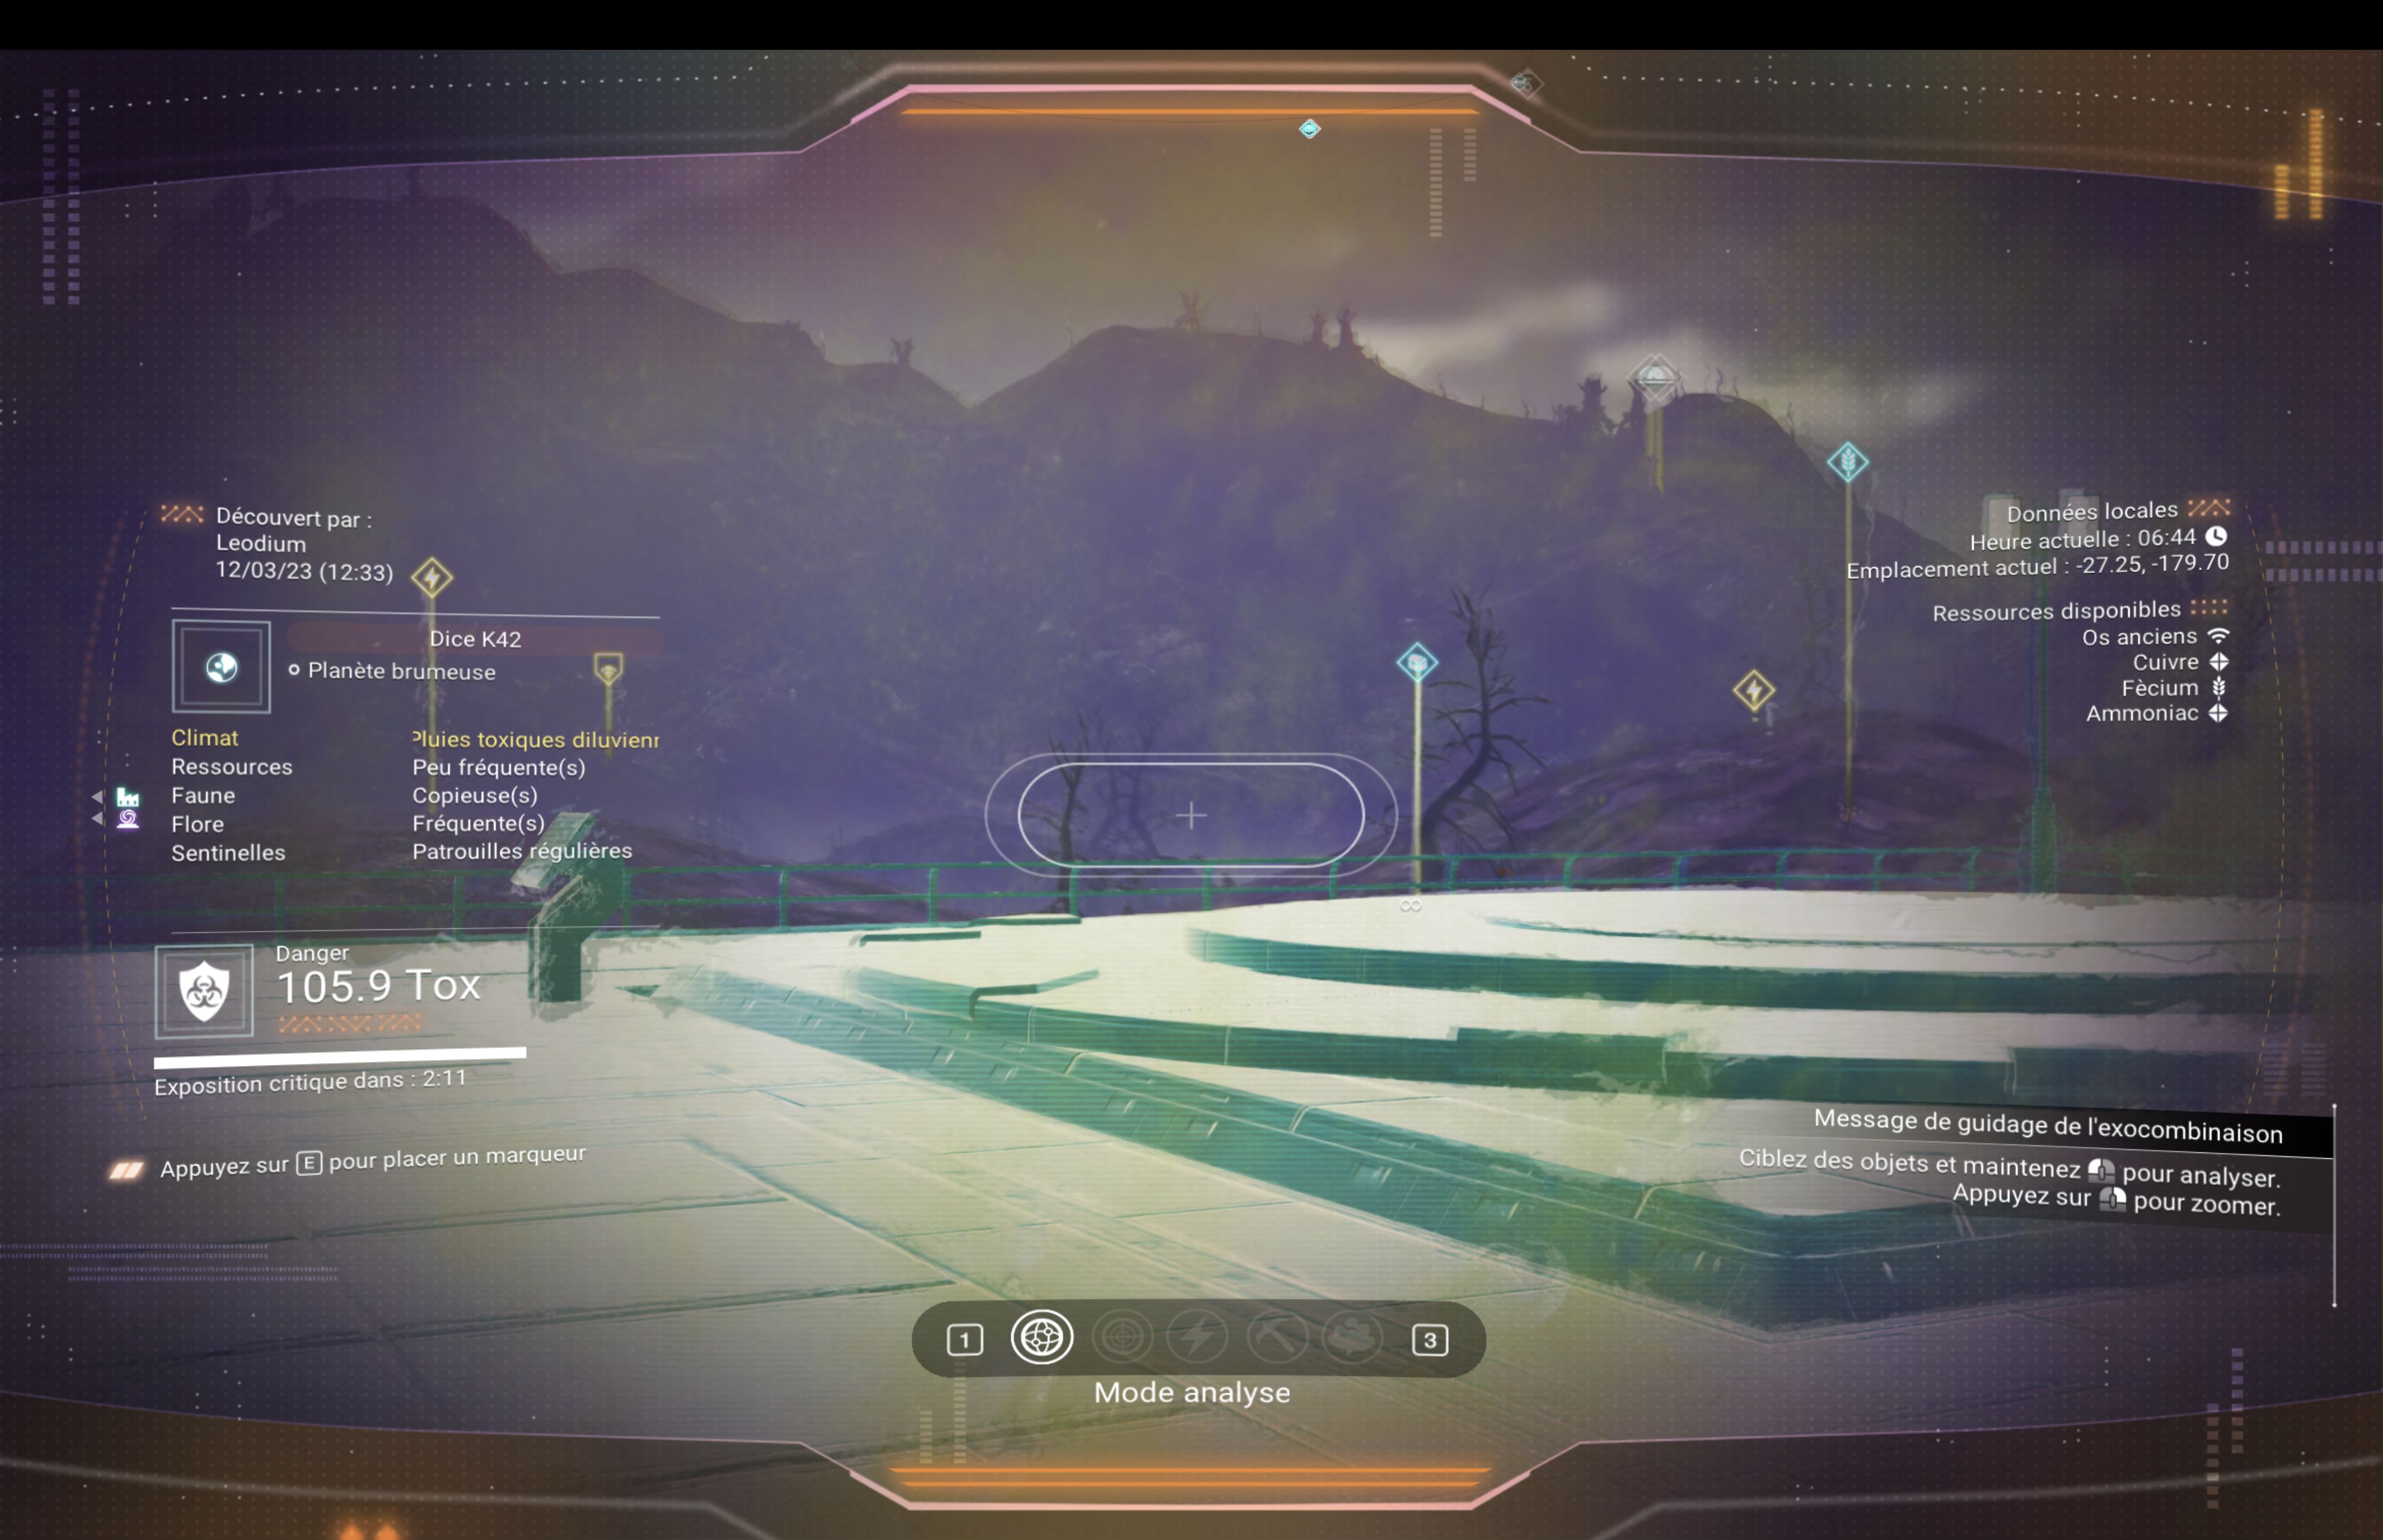 Découvert par :
Leodium
12/03/23 (12:33)
Dice K42
Planète brumeuse
Climat Pluies toxiques diluvienn
Ressources Peu fréquente(s)
Faune Copieuse(s)
Flore Fréquente(s)
Sentinelles Patrouilles régulières
Danger
105.9 Tox
Exposition critique dans : 2:11
Appuyez sur E pour placer un marqueur
Données locales
Heure actuelle : 06:44
Emplacement actuel : -27.25, -179.70
Ressources disponibles
Os anciens
Cuivre
Fècium
Ammoniac
Message de guidage de l'exocombinaison
Ciblez des objets et maintenez pour analyser.
Appuyez sur pour zoomer.
1 3
Mode analyse